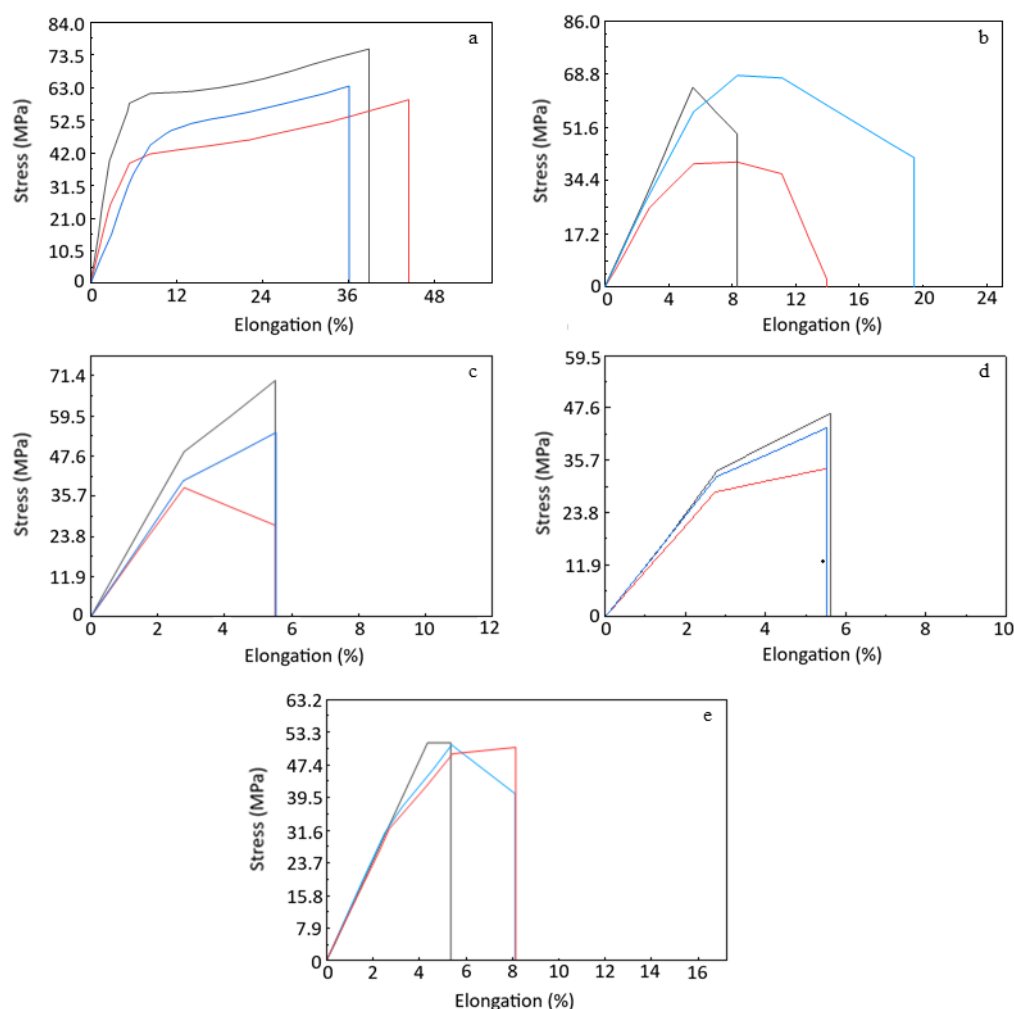 a
84.0
73.5
63.0
52.5
42.0
31.5
21.0
10.5
0
Stress (MPa)
0 12 24 36 48
Elongation (%)
b
86.0
68.8
51.6
34.4
17.2
0
Stress (MPa)
0 4 8 12 16 20 24
Elongation (%)
c
71.4
59.5
47.6
35.7
23.8
11.9
0
Stress (MPa)
0 2 4 6 8 10 12
Elongation (%)
d
59.5
47.6
35.7
23.8
11.9
0
Stress (MPa)
0 2 4 6 8 10
Elongation (%)
e
63.2
53.3
47.4
39.5
31.6
23.7
15.8
7.9
0
Stress (MPa)
0 2 4 6 8 10 12 14 16
Elongation (%)